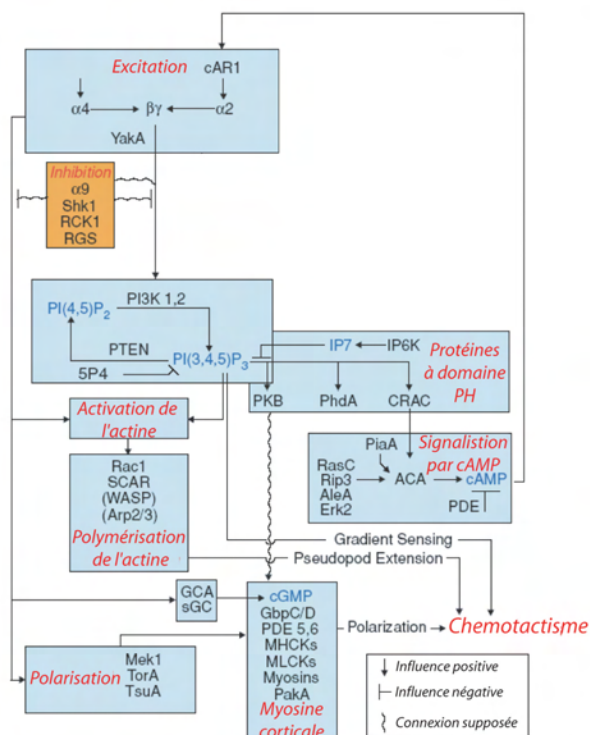 Excitation cAR1
α4 βγ α2
YakA
Inhibition
α9
Shk1
RCK1
RGS
PI(4,5)P2 PI3K 1,2
PTEN PI(3,4,5)P3
5P4
IP7 IP6K
Protéines
à domaine
PH
PKB PhdA CRAC
Activation de
l'actine
Rac1
SCAR
(WASP)
(Arp2/3)
Polymérisation
de l'actine
PiaA Signalistion
par cAMP
RasC
Rip3
AleA
Erk2
ACA cAMP
PDE
Gradient Sensing
Pseudopod Extension
GCA
sGC
cGMP
GbpC/D
PDE 5,6
MHCKs
MLCKs
Myosins
PakA
Myosine
corticale
Polarization Chemotactisme
Polarisation
Mek1
TorA
TsuA
Influence positive
Influence négative
Connexion supposée